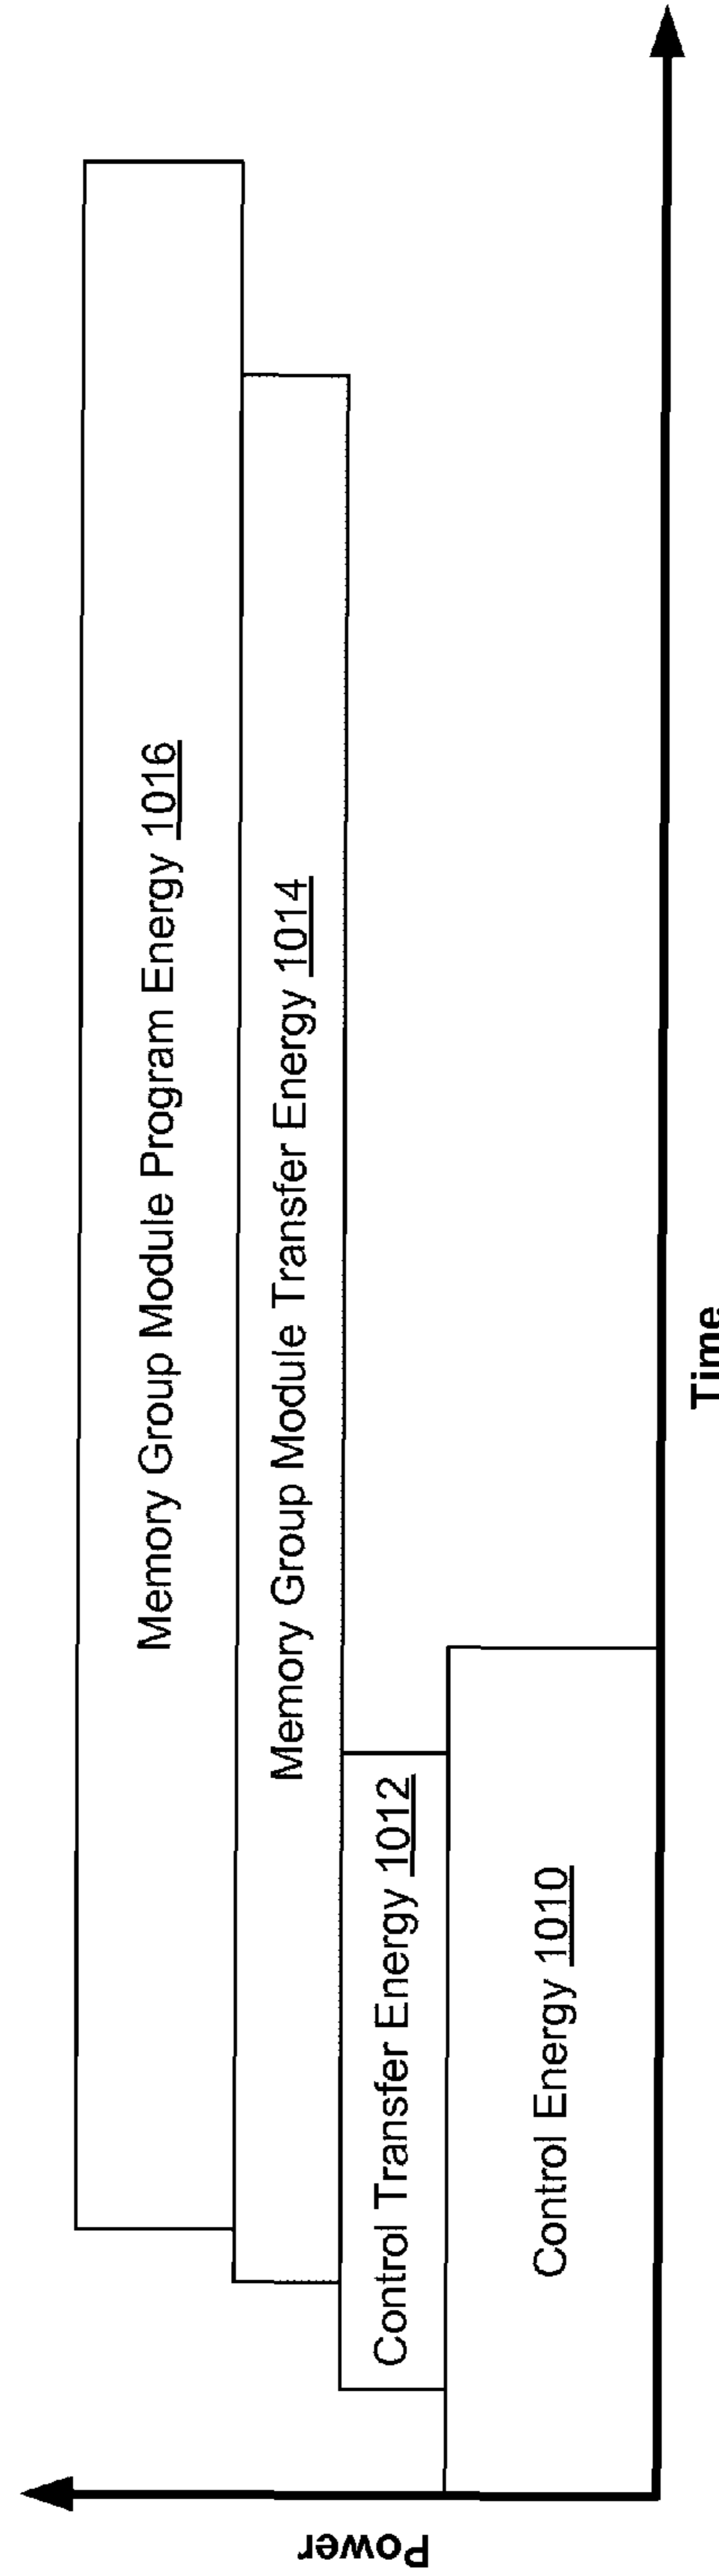 Memory Group Module Program Energy 1016
Memory Group Module Transfer Energy 1014
Control Transfer Energy 1012
Control Energy 1010
Power
Time